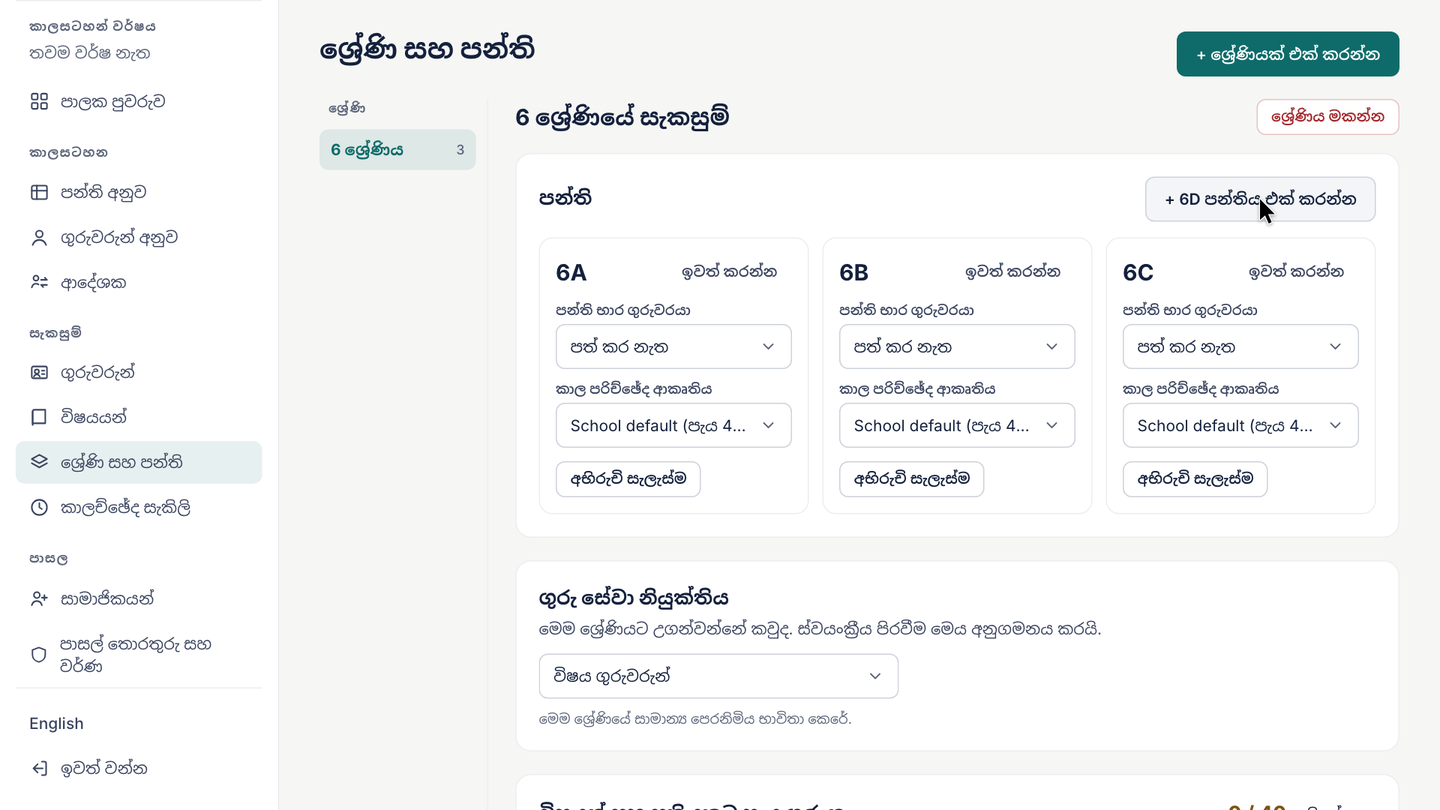 කාලසටහන් වර්ෂය
තවම වර්ෂ නැත
පාලක පුවරුව
කාලසටහන
පන්ති අනුව
ගුරුවරුන් අනුව
ආදේශක
සැකසුම්
ගුරුවරුන්
විෂයයන්
ශ්‍රේණි සහ පන්ති
කාලච්ඡේද සැකිලි
පාසල
සාමාජිකයන්
පාසල් තොරතුරු සහ
වර්ණ
English
ඉවත් වන්න
ශ්‍රේණි සහ පන්ති
+ ශ්‍රේණියක් එක් කරන්න
ශ්‍රේණි
6 ශ්‍රේණිය 3
6 ශ්‍රේණියේ සැකසුම්
ශ්‍රේණිය මකන්න
පන්ති
+ 6D පන්තිය එක් කරන්න
6A ඉවත් කරන්න
පන්ති භාර ගුරුවරයා
පත් කර නැත
කාල පරිච්ඡේද ආකෘතිය
School default (පැය 4...
අභිරුචි සැලැස්ම
6B ඉවත් කරන්න
පන්ති භාර ගුරුවරයා
පත් කර නැත
කාල පරිච්ඡේද ආකෘතිය
School default (පැය 4...
අභිරුචි සැලැස්ම
6C ඉවත් කරන්න
පන්ති භාර ගුරුවරයා
පත් කර නැත
කාල පරිච්ඡේද ආකෘතිය
School default (පැය 4...
අභිරුචි සැලැස්ම
ගුරු සේවා නියුක්තිය
මෙම ශ්‍රේණියට උගන්වන්නේ කවුද. ස්වයංක්‍රීය පිරවීම මෙය අනුගමනය කරයි.
විෂය ගුරුවරුන්
මෙම ශ්‍රේණියේ සාමාන්‍ය පෙරනිමිය භාවිතා කෙරේ.